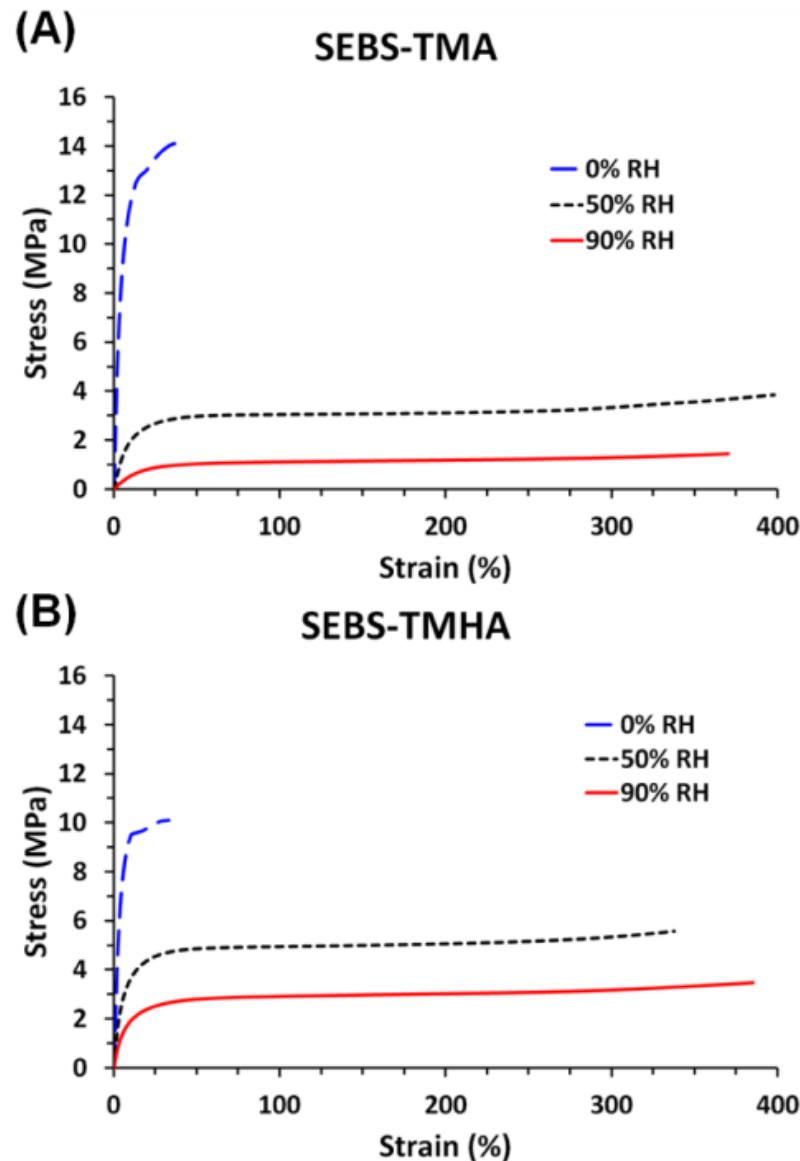 (A)
SEBS-TMA
16
14
12
10
8
6
4
2
0
Stress (MPa)
0% RH
50% RH
90% RH
0 100 200 300 400
Strain (%)
(B)
SEBS-TMHA
16
14
12
10
8
6
4
2
0
Stress (MPa)
0% RH
50% RH
90% RH
0 100 200 300 400
Strain (%)